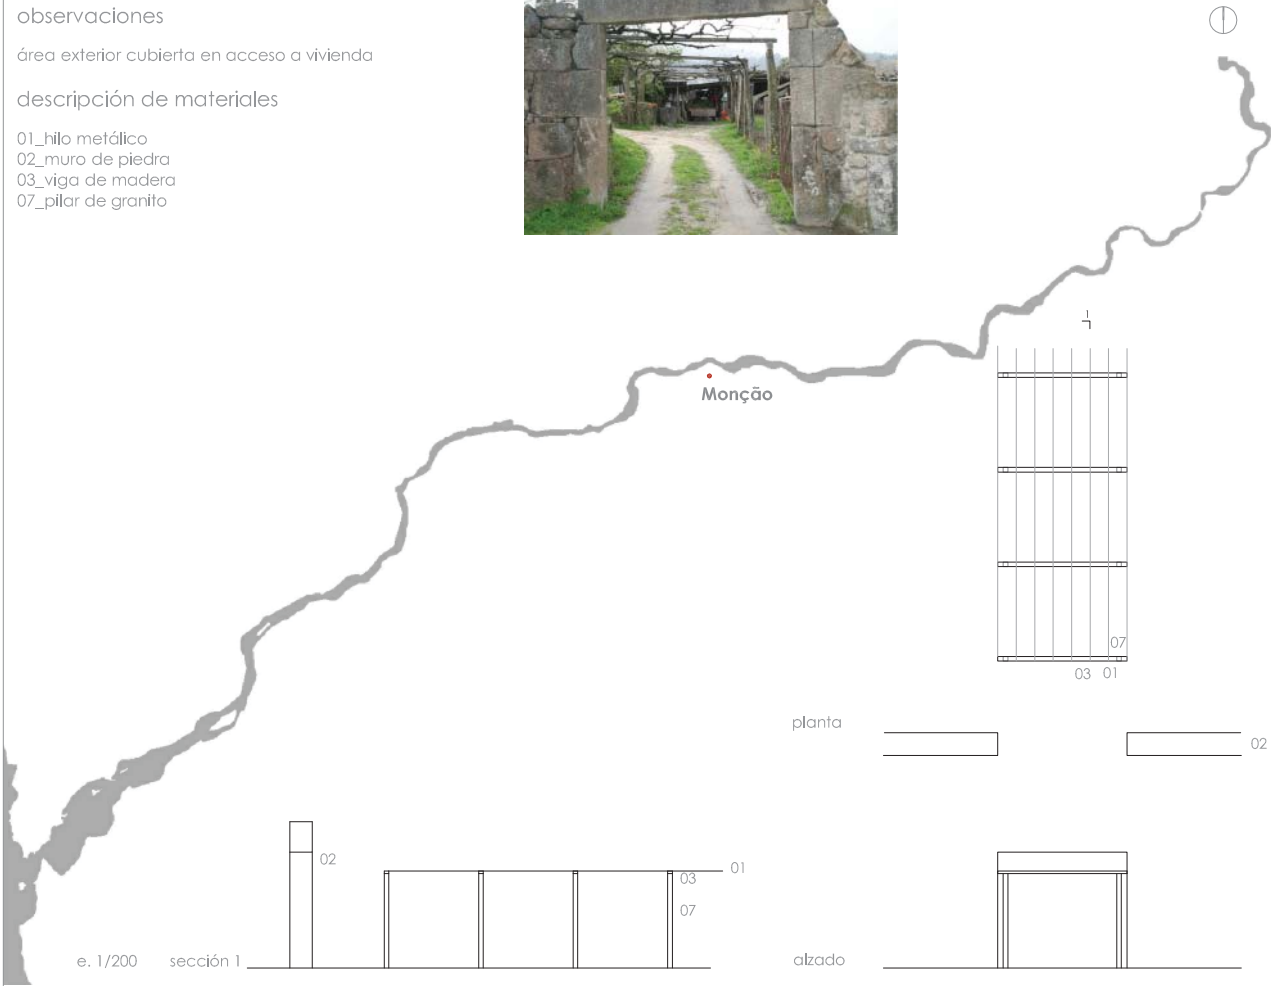 observaciones
área exterior cubierta en acceso a vivienda
descripción de materiales
01_hilo metálico
02_muro de piedra
03_viga de madera
07_pilar de granito
1
Monção
07
03 01
planta
02
02
01
03
07
e. 1/200 sección 1
alzado